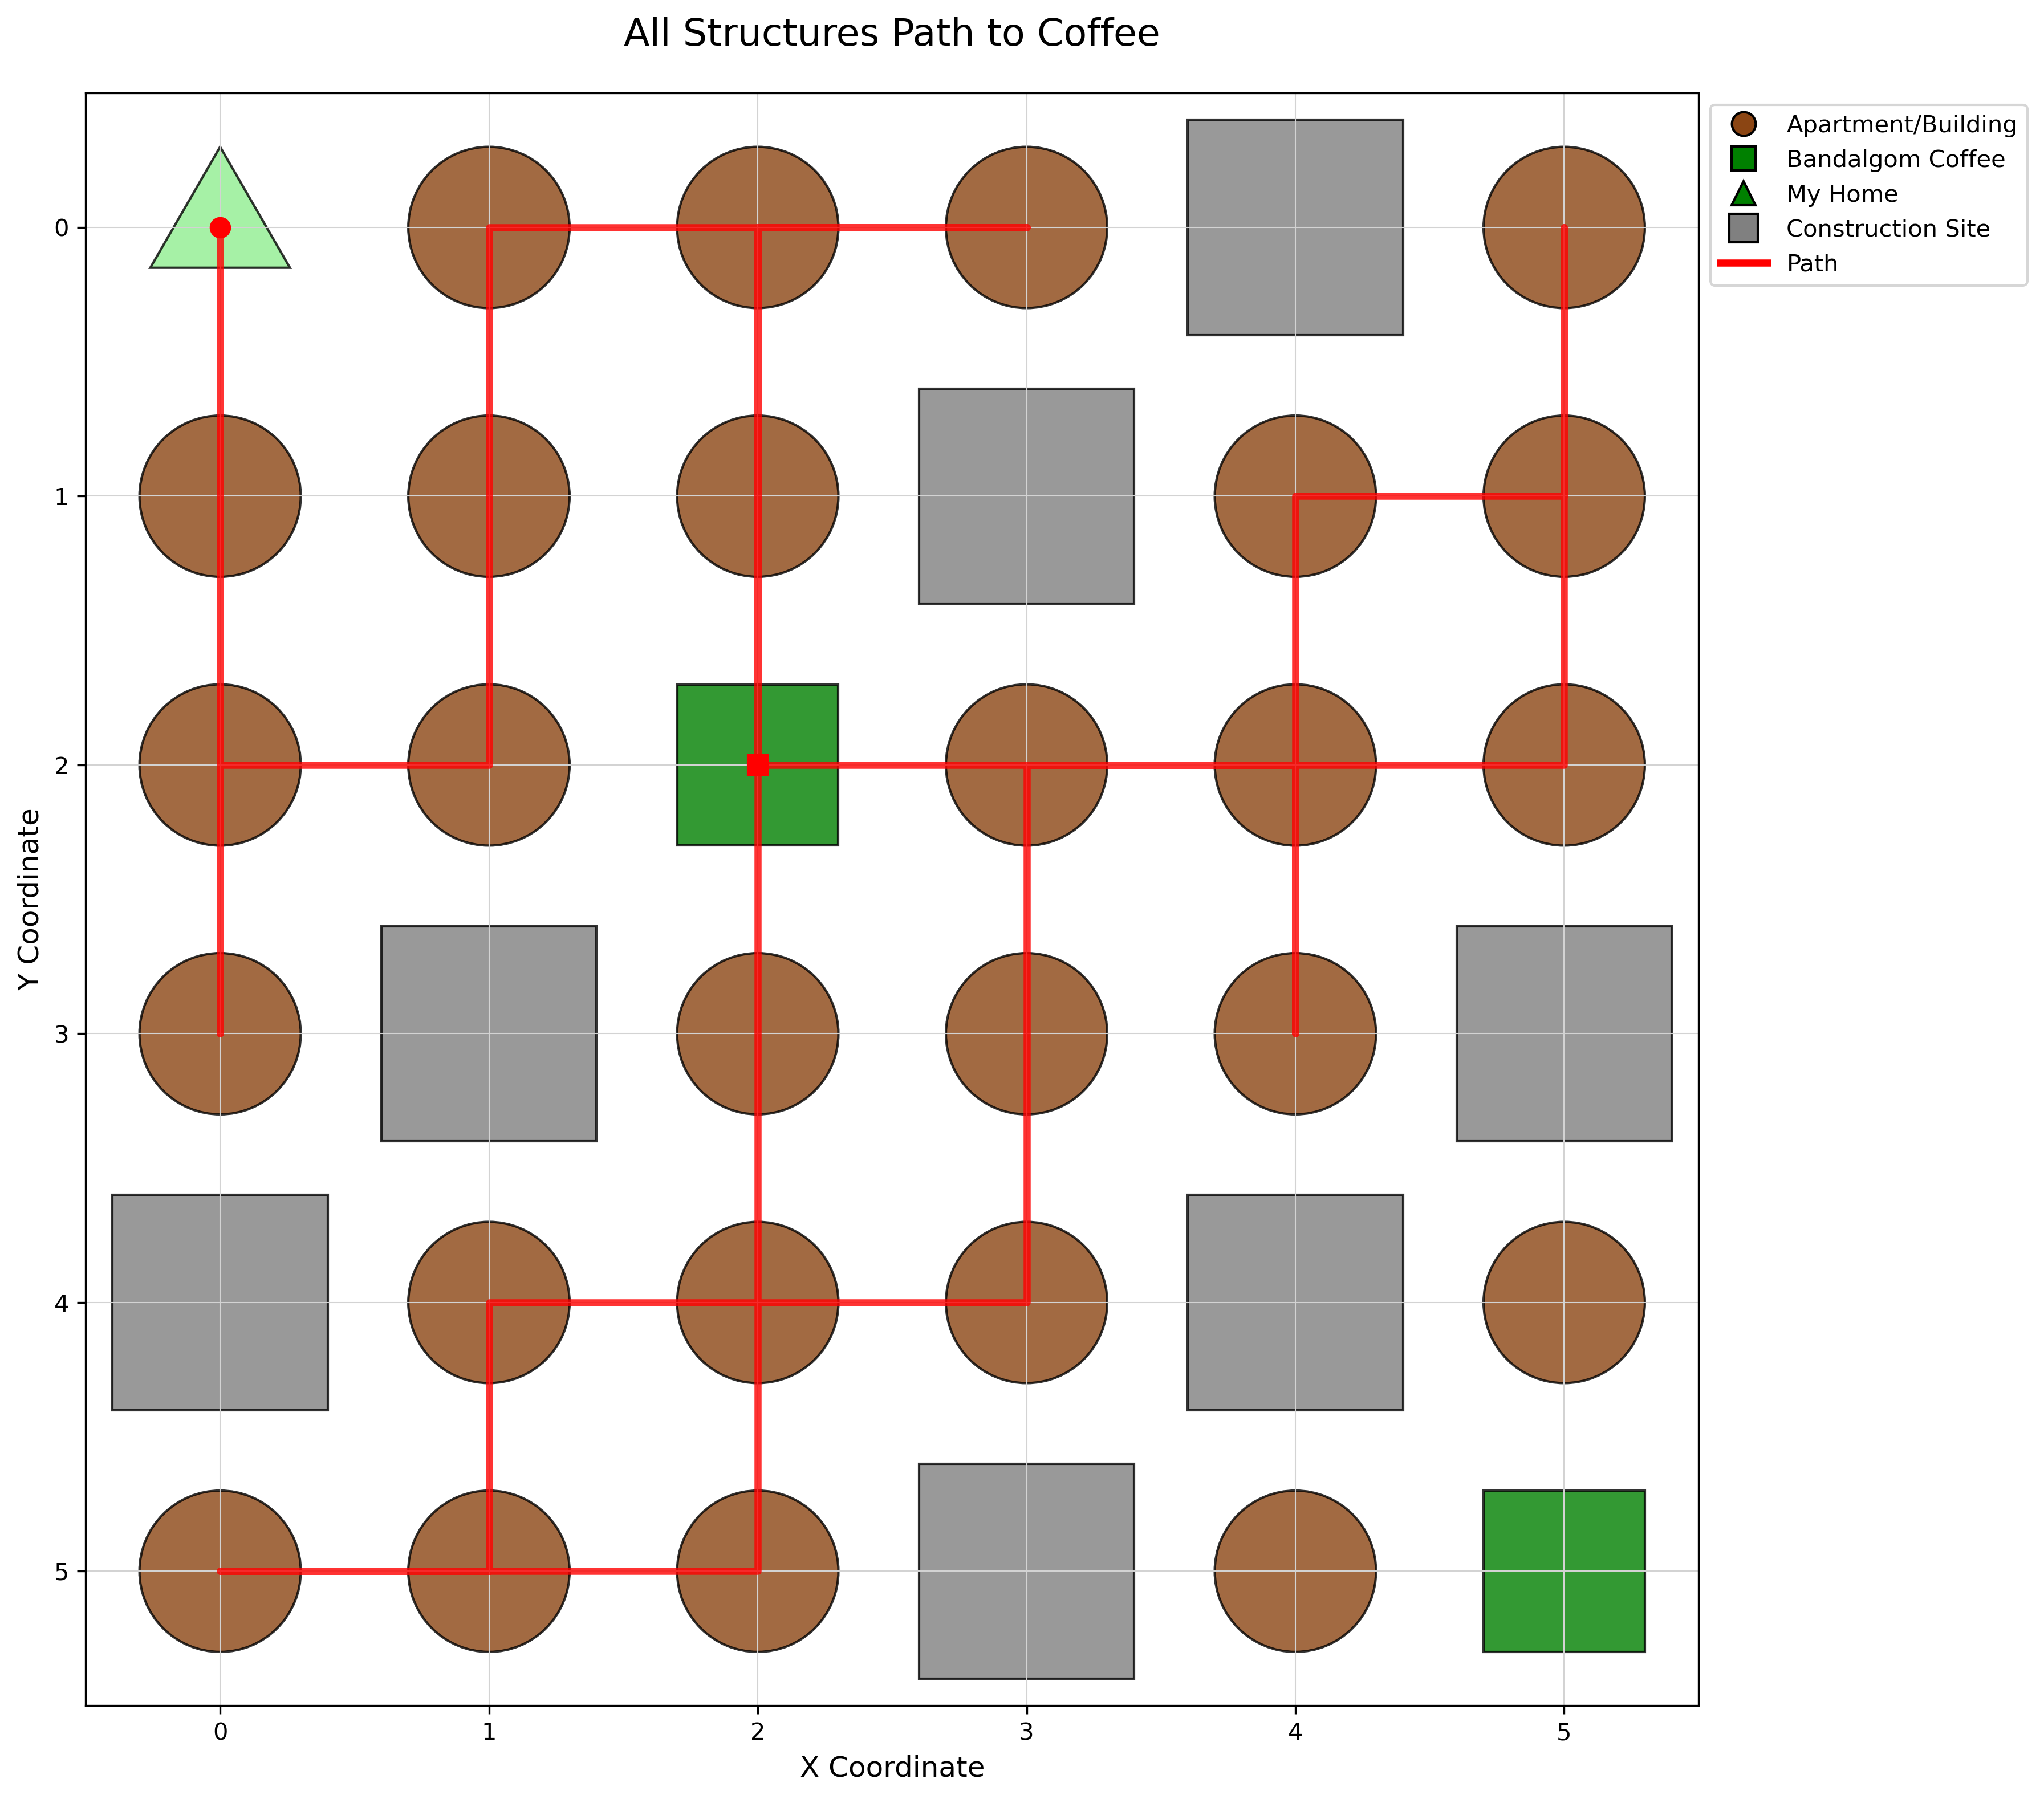 All Structures Path to Coffee
Apartment/Building
Bandalgom Coffee
My Home
Construction Site
Path
0
1
2
3
4
5
Y Coordinate
0 1 2 3 4 5
X Coordinate